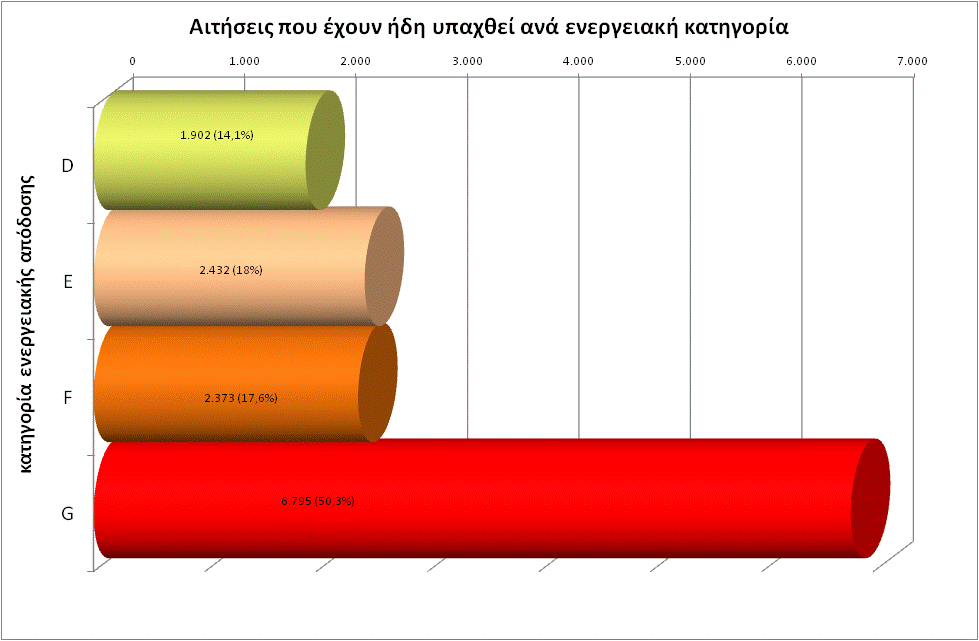 Αιτήσεις που έχουν ήδη υπαχθεί ανά ενεργειακή κατηγορία
0 1.000 2.000 3.000 4.000 5.000 6.000 7.000
κατηγορία ενεργειακής απόδοσης
D 1.902 (14,1%)
E 2.432 (18%)
F 2.373 (17,6%)
G 6.795 (50,3%)